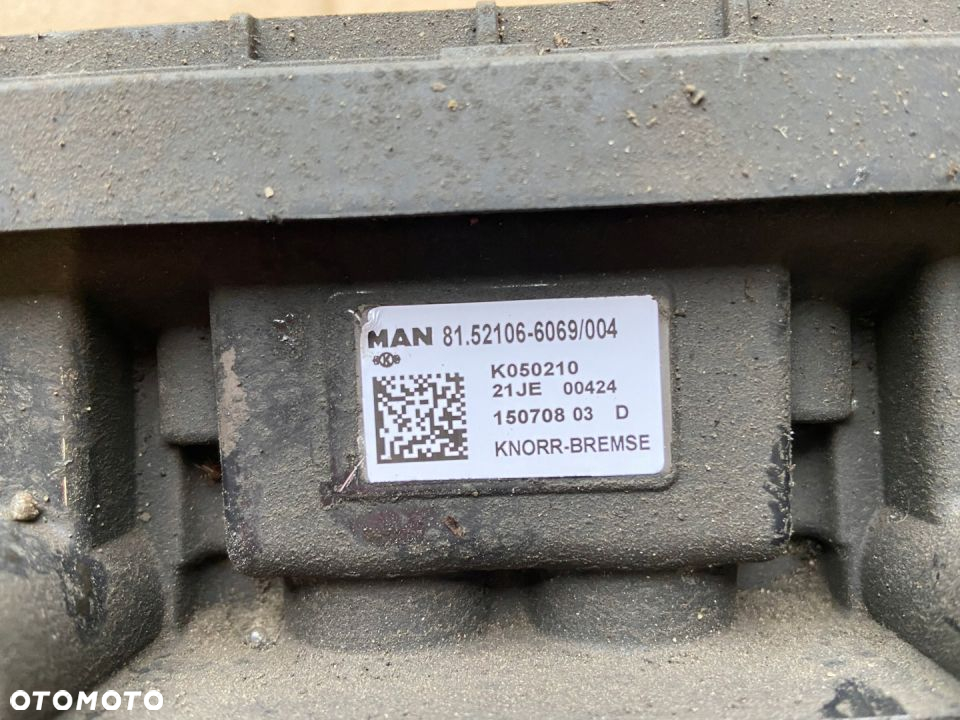 MAN 81.52106-6069/004
K
K050210
21JE 00424
150708 03 D
KNORR-BREMSE
OTOMOTO